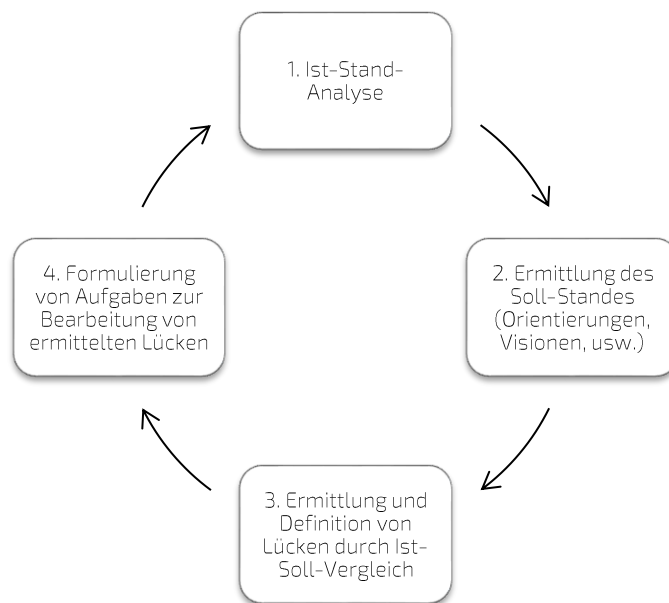 1. Ist-Stand-
Analyse
2. Ermittlung des
Soll-Standes
(Orientierungen,
Visionen, usw.)
3. Ermittlung und
Definition von
Lücken durch Ist-
Soll-Vergleich
4. Formulierung
von Aufgaben zur
Bearbeitung von
ermittelten Lücken